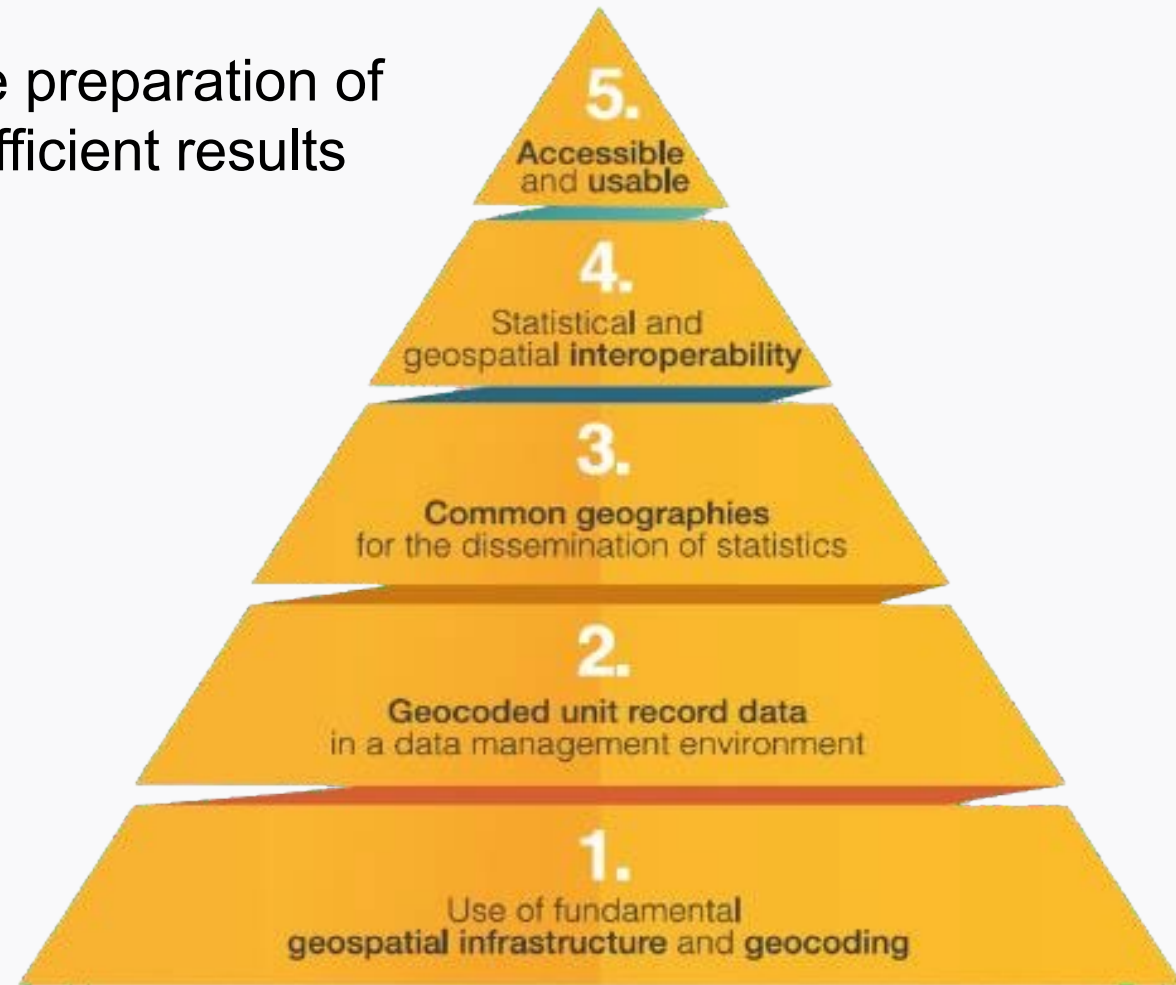 e preparation of
fficient results
5.
Accessible
and usable
4.
Statistical and
geospatial interoperability
3.
Common geographies
for the dissemination of statistics
2.
Geocoded unit record data
in a data management environment
1.
Use of fundamental
geospatial infrastructure and geocoding